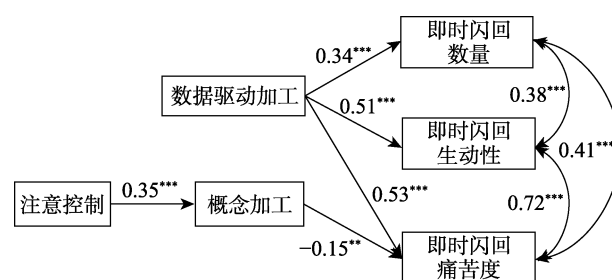 即时闪回
数量
0.34***
数据驱动加工
0.38***
0.51***
即时闪回
生动性
0.41***
0.35***
0.53***
0.72***
注意控制
概念加工
−0.15**
即时闪回
痛苦度